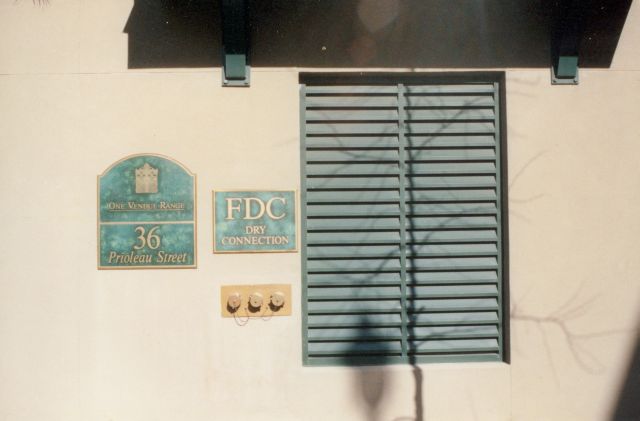 ONE VENDUE RANGE
36
Prioleau Street
FDC
DRY
CONNECTION